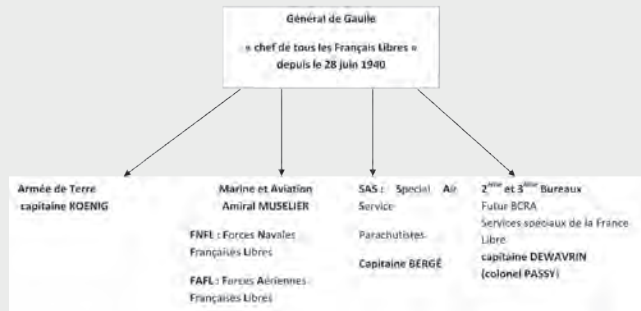 Général de Gaulle
« chef de tous les Français Libres »
depuis le 28 juin 1940
Armée de Terre
capitaine KOENIG
Marine et Aviation
Amiral MUSELIER
FNFL : Forces Navales
Françaises Libres
FAFL : Forces Aériennes
Françaises Libres
SAS : Special Air
Service
Parachutistes
Capitaine BERGÉ
2ème et 3ème Bureaux
Futur BCRA
Services spéciaux de la France
Libre
capitaine DEWAVRIN
(colonel PASSY)